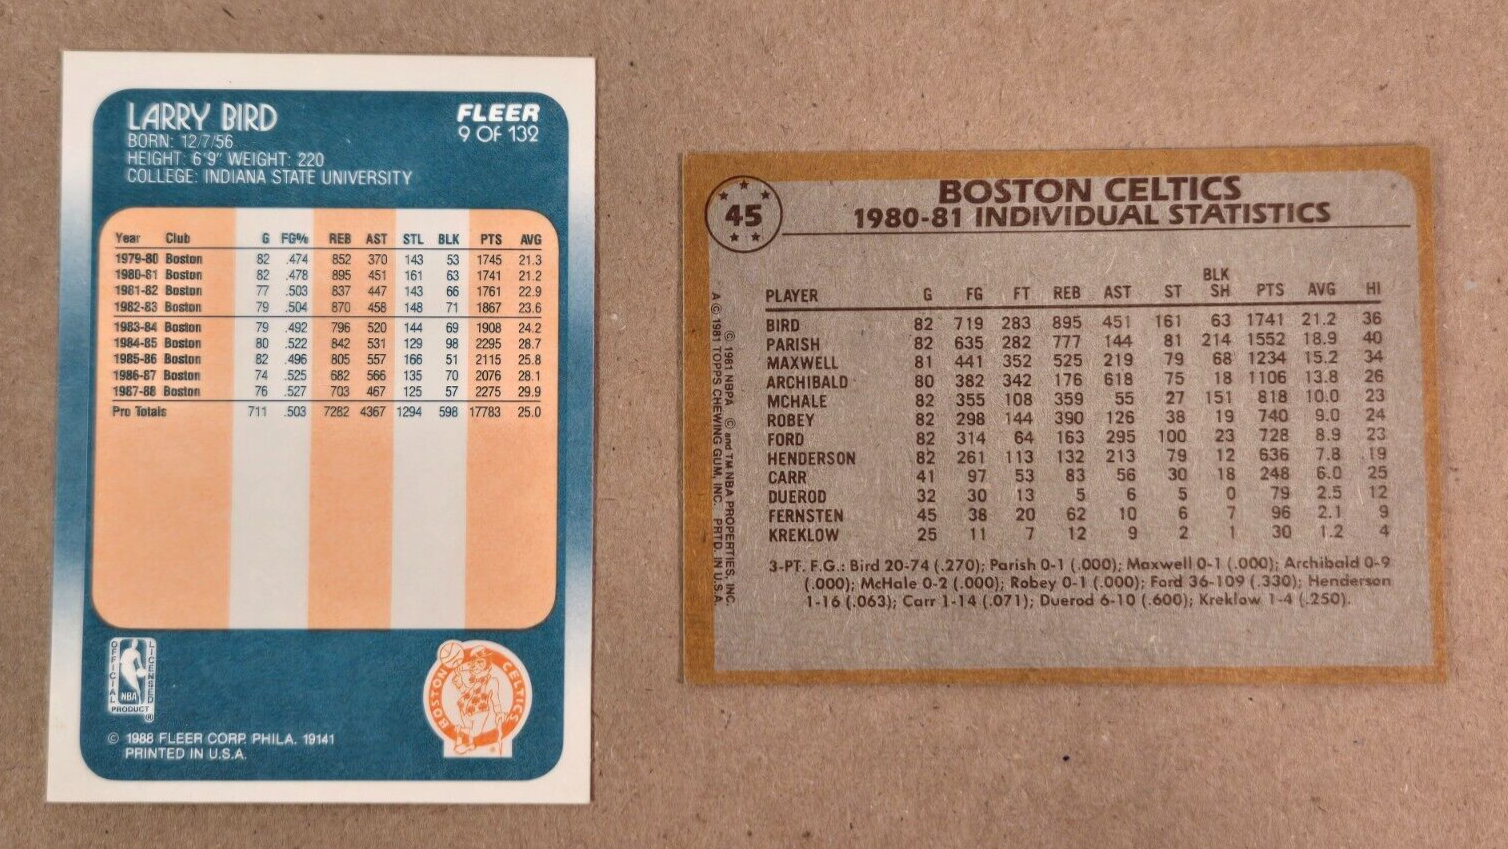 LARRY BIRD
BORN: 12/7/56
HEIGHT: 6'9" WEIGHT: 220
COLLEGE: INDIANA STATE UNIVERSITY
FLEER
9 OF 132
Year Club G FG% REB AST STL BLK PTS AVG
1979-80 Boston 82 .474 852 370 143 53 1745 21.3
1980-81 Boston 82 .478 895 451 161 63 1741 21.2
1981-82 Boston 77 .503 837 447 143 66 1761 22.9
1982-83 Boston 79 .504 870 458 148 71 1867 23.6
1983-84 Boston 79 .492 796 520 144 69 1908 24.2
1984-85 Boston 80 .522 842 531 129 98 2295 28.7
1985-86 Boston 82 .496 805 557 166 51 2115 25.8
1986-87 Boston 74 .525 682 566 135 70 2076 28.1
1987-88 Boston 76 .527 703 467 125 57 2275 29.9
Pro Totals 711 .503 7282 4367 1294 598 17783 25.0
OFFICIAL LICENSED
NBA
PRODUCT ®
BOSTON CELTICS
© 1988 FLEER CORP. PHILA. 19141
PRINTED IN U.S.A.
45
BOSTON CELTICS
1980-81 INDIVIDUAL STATISTICS
PLAYER G FG FT REB AST ST BLK SH PTS AVG HI
BIRD 82 719 283 895 451 161 63 1741 21.2 36
PARISH 82 635 282 777 144 81 214 1552 18.9 40
MAXWELL 81 441 352 525 219 79 68 1234 15.2 34
ARCHIBALD 80 382 342 176 618 75 18 1106 13.8 26
MCHALE 82 355 108 359 55 27 151 818 10.0 23
ROBEY 82 298 144 390 126 38 19 740 9.0 24
FORD 82 314 64 163 295 100 23 728 8.9 23
HENDERSON 82 261 113 132 213 79 12 636 7.8 19
CARR 41 97 53 83 56 30 18 248 6.0 25
DUEROD 32 30 13 5 6 5 0 79 2.5 12
FERNSTEN 45 38 20 62 10 6 7 96 2.1 9
KREKLOW 25 11 7 12 9 2 1 30 1.2 4
3-PT. F.G.: Bird 20-74 (.270); Parish 0-1 (.000); Maxwell 0-1 (.000); Archibald 0-9
(.000); McHale 0-2 (.000); Robey 0-1 (.000); Ford 36-109 (.330); Henderson
1-16 (.063); Carr 1-14 (.071); Duerod 6-10 (.600); Kreklow 1-4 (.250).
© 1981 NBPA © and TM NBA PROPERTIES, INC.
A © 1981 TOPPS CHEWING GUM, INC. PRTD. IN U.S.A.